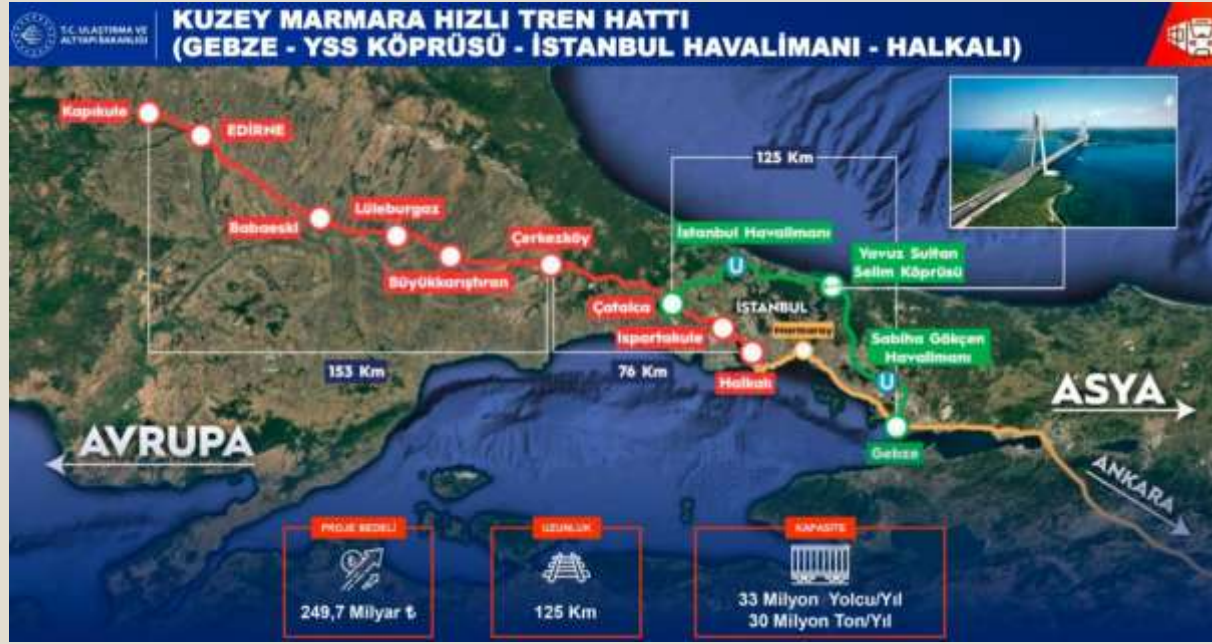 T.C. ULAŞTIRMA VE
ALTYAPI BAKANLIĞI
KUZEY MARMARA HIZLI TREN HATTI
(GEBZE - YSS KÖPRÜSÜ - İSTANBUL HAVALİMANI - HALKALI)
Kapıkule
EDİRNE
Babaeski
Lüleburgaz
Büyükkarıştıran
Çerkezköy
125 Km
İstanbul Havalimanı
U
Yavuz Sultan
Selim Köprüsü
Çatalca
İSTANBUL
Ispartakule
Marmaray
Halkalı
Sabiha Gökçen
Havalimanı
U
Gebze
153 Km
76 Km
AVRUPA
ASYA
ANKARA
PROJE BEDELİ
249,7 Milyar ₺
UZUNLUK
125 Km
KAPASİTE
33 Milyon Yolcu/Yıl
30 Milyon Ton/Yıl